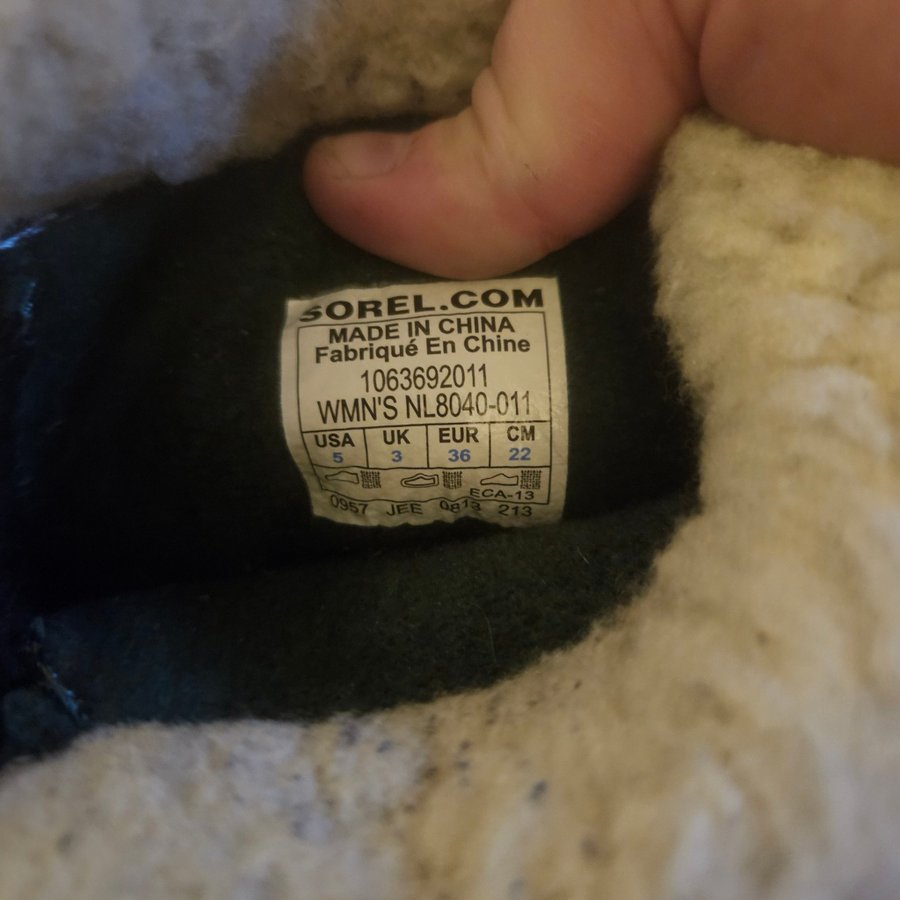 SOREL.COM
MADE IN CHINA
Fabriqué En Chine
1063692011
WMN'S NL8040-011
USA UK EUR CM
5 3 36 22
ECA-13
0957 JEE 0813 213